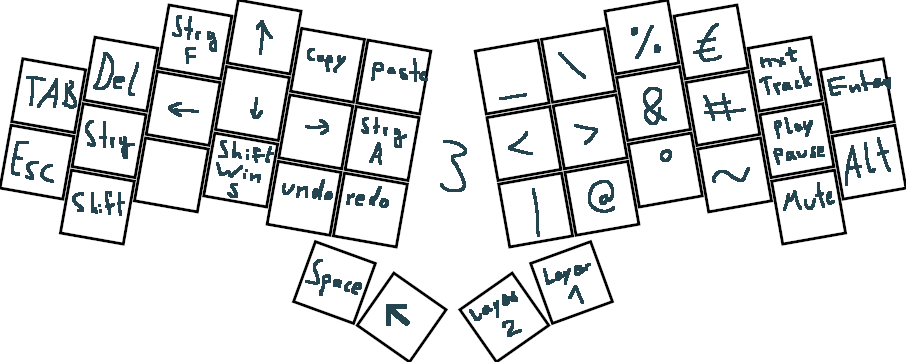 TAB
Del
Strg
F
↑
copy
paste
Esc
Strg
←
↓
→
Strg
A
Shift
Shift
Win
S
undo
redo
Space
↖
3
_
\
%
€
nxt
Track
Enter
<
>
&
#
play
pause
Alt
|
@
°
~
Mute
Layer
2
Layer
1